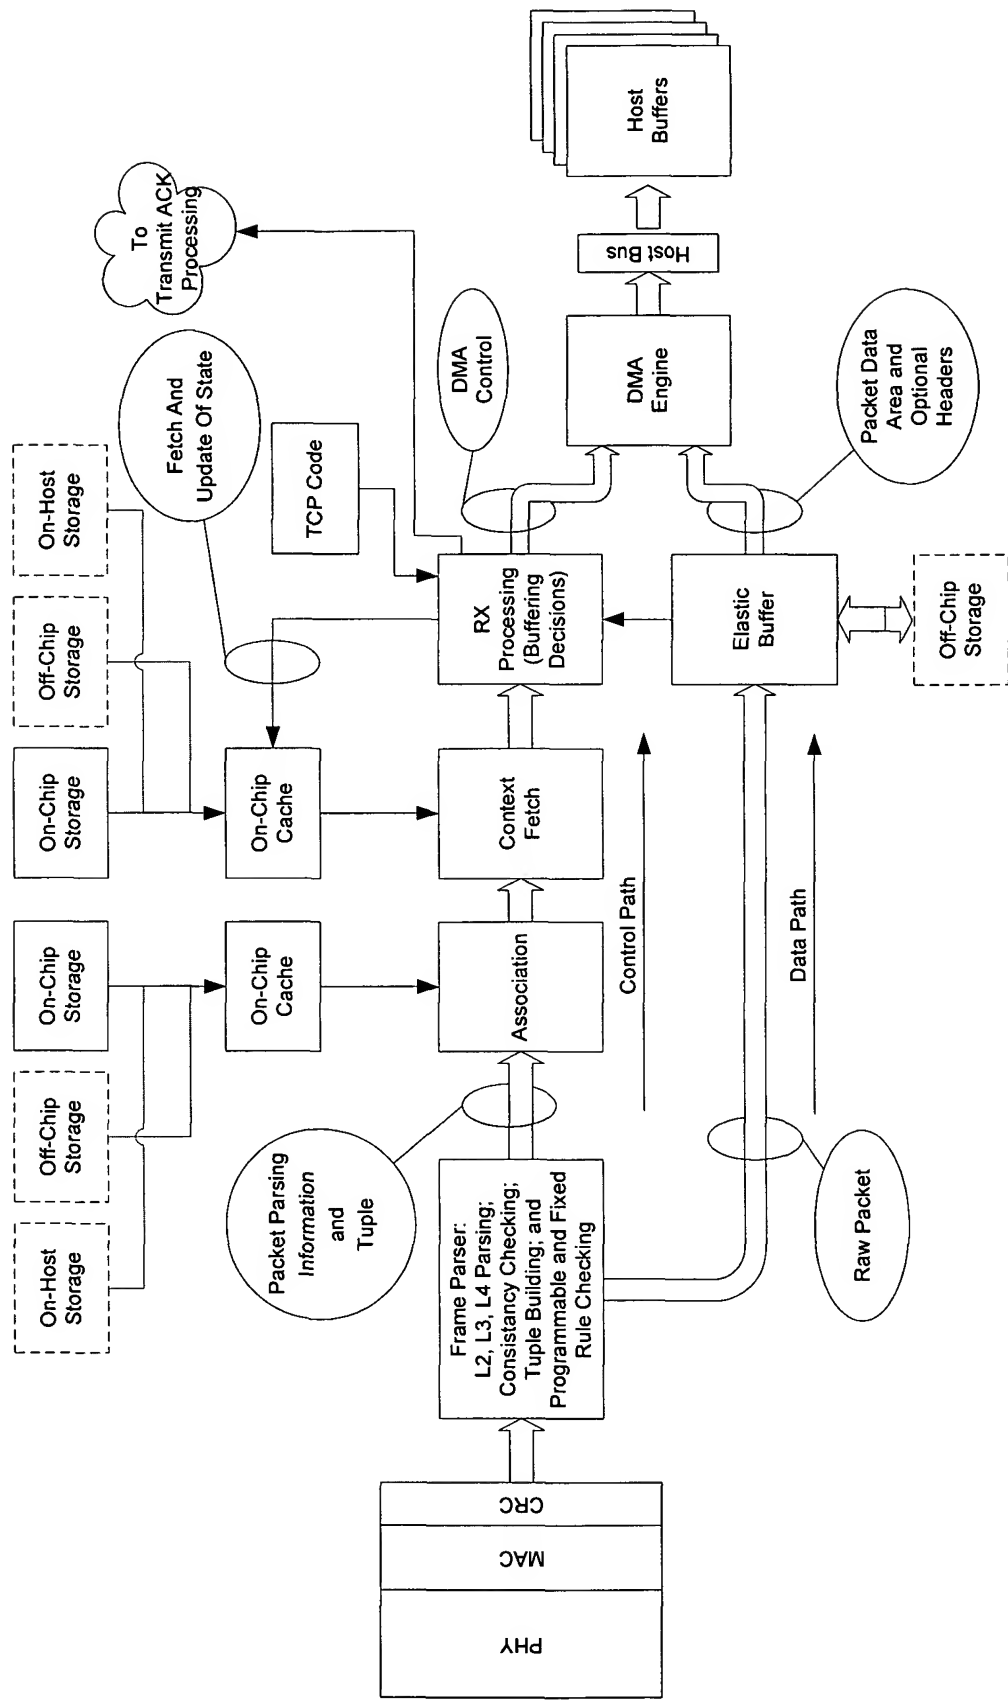 On-Host
Storage
Off-Chip
Storage
On-Chip
Storage
On-Chip
Storage
Off-Chip
Storage
On-Host
Storage
To
Transmit ACK
Processing
Fetch And
Update Of State
On-Chip
Cache
On-Chip
Cache
TCP Code
Packet Parsing
Information
and
Tuple
DMA
Control
PHY
MAC
CRC
Frame Parser:
L2, L3, L4 Parsing;
Consistancy Checking;
Tuple Building; and
Programmable and Fixed
Rule Checking
Association
Context
Fetch
RX
Processing
(Buffering
Decisions)
DMA
Engine
Host Bus
Host
Buffers
Control Path
Elastic
Buffer
Data Path
Raw Packet
Packet Data
Area and
Optional
Headers
Off-Chip
Storage